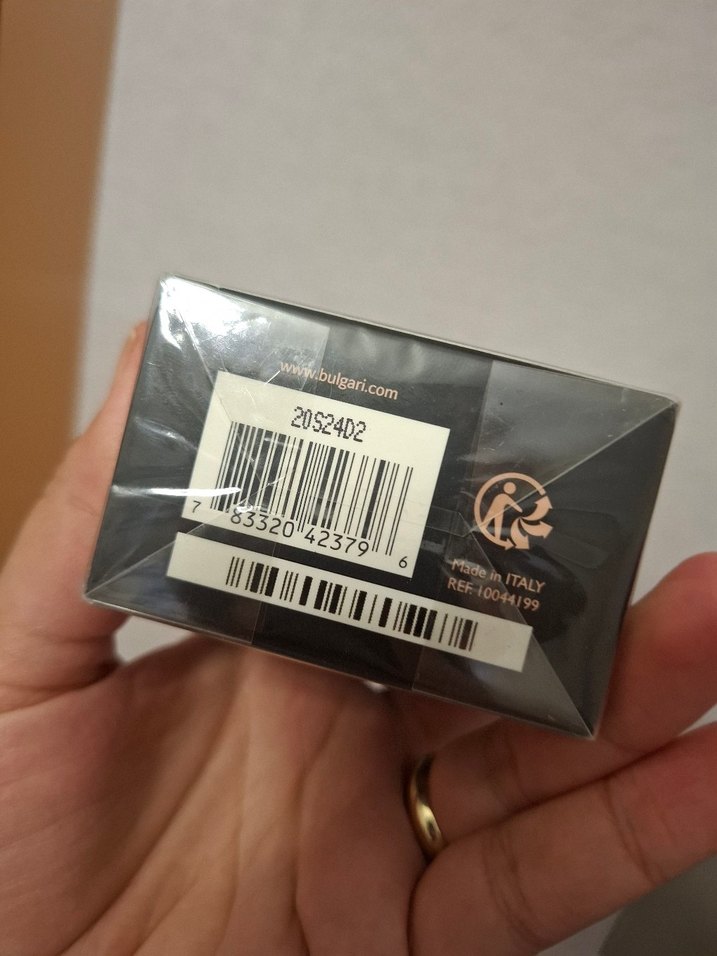 www.bulgari.com
20S24D2
7 83320 42379 6
Made in ITALY
REF. 10044199